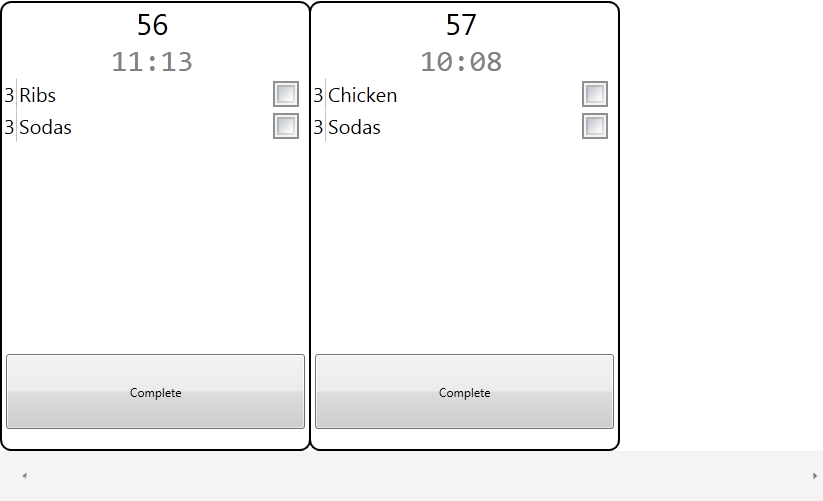 56
11:13
3 Ribs
3 Sodas
Complete
57
10:08
3 Chicken
3 Sodas
Complete